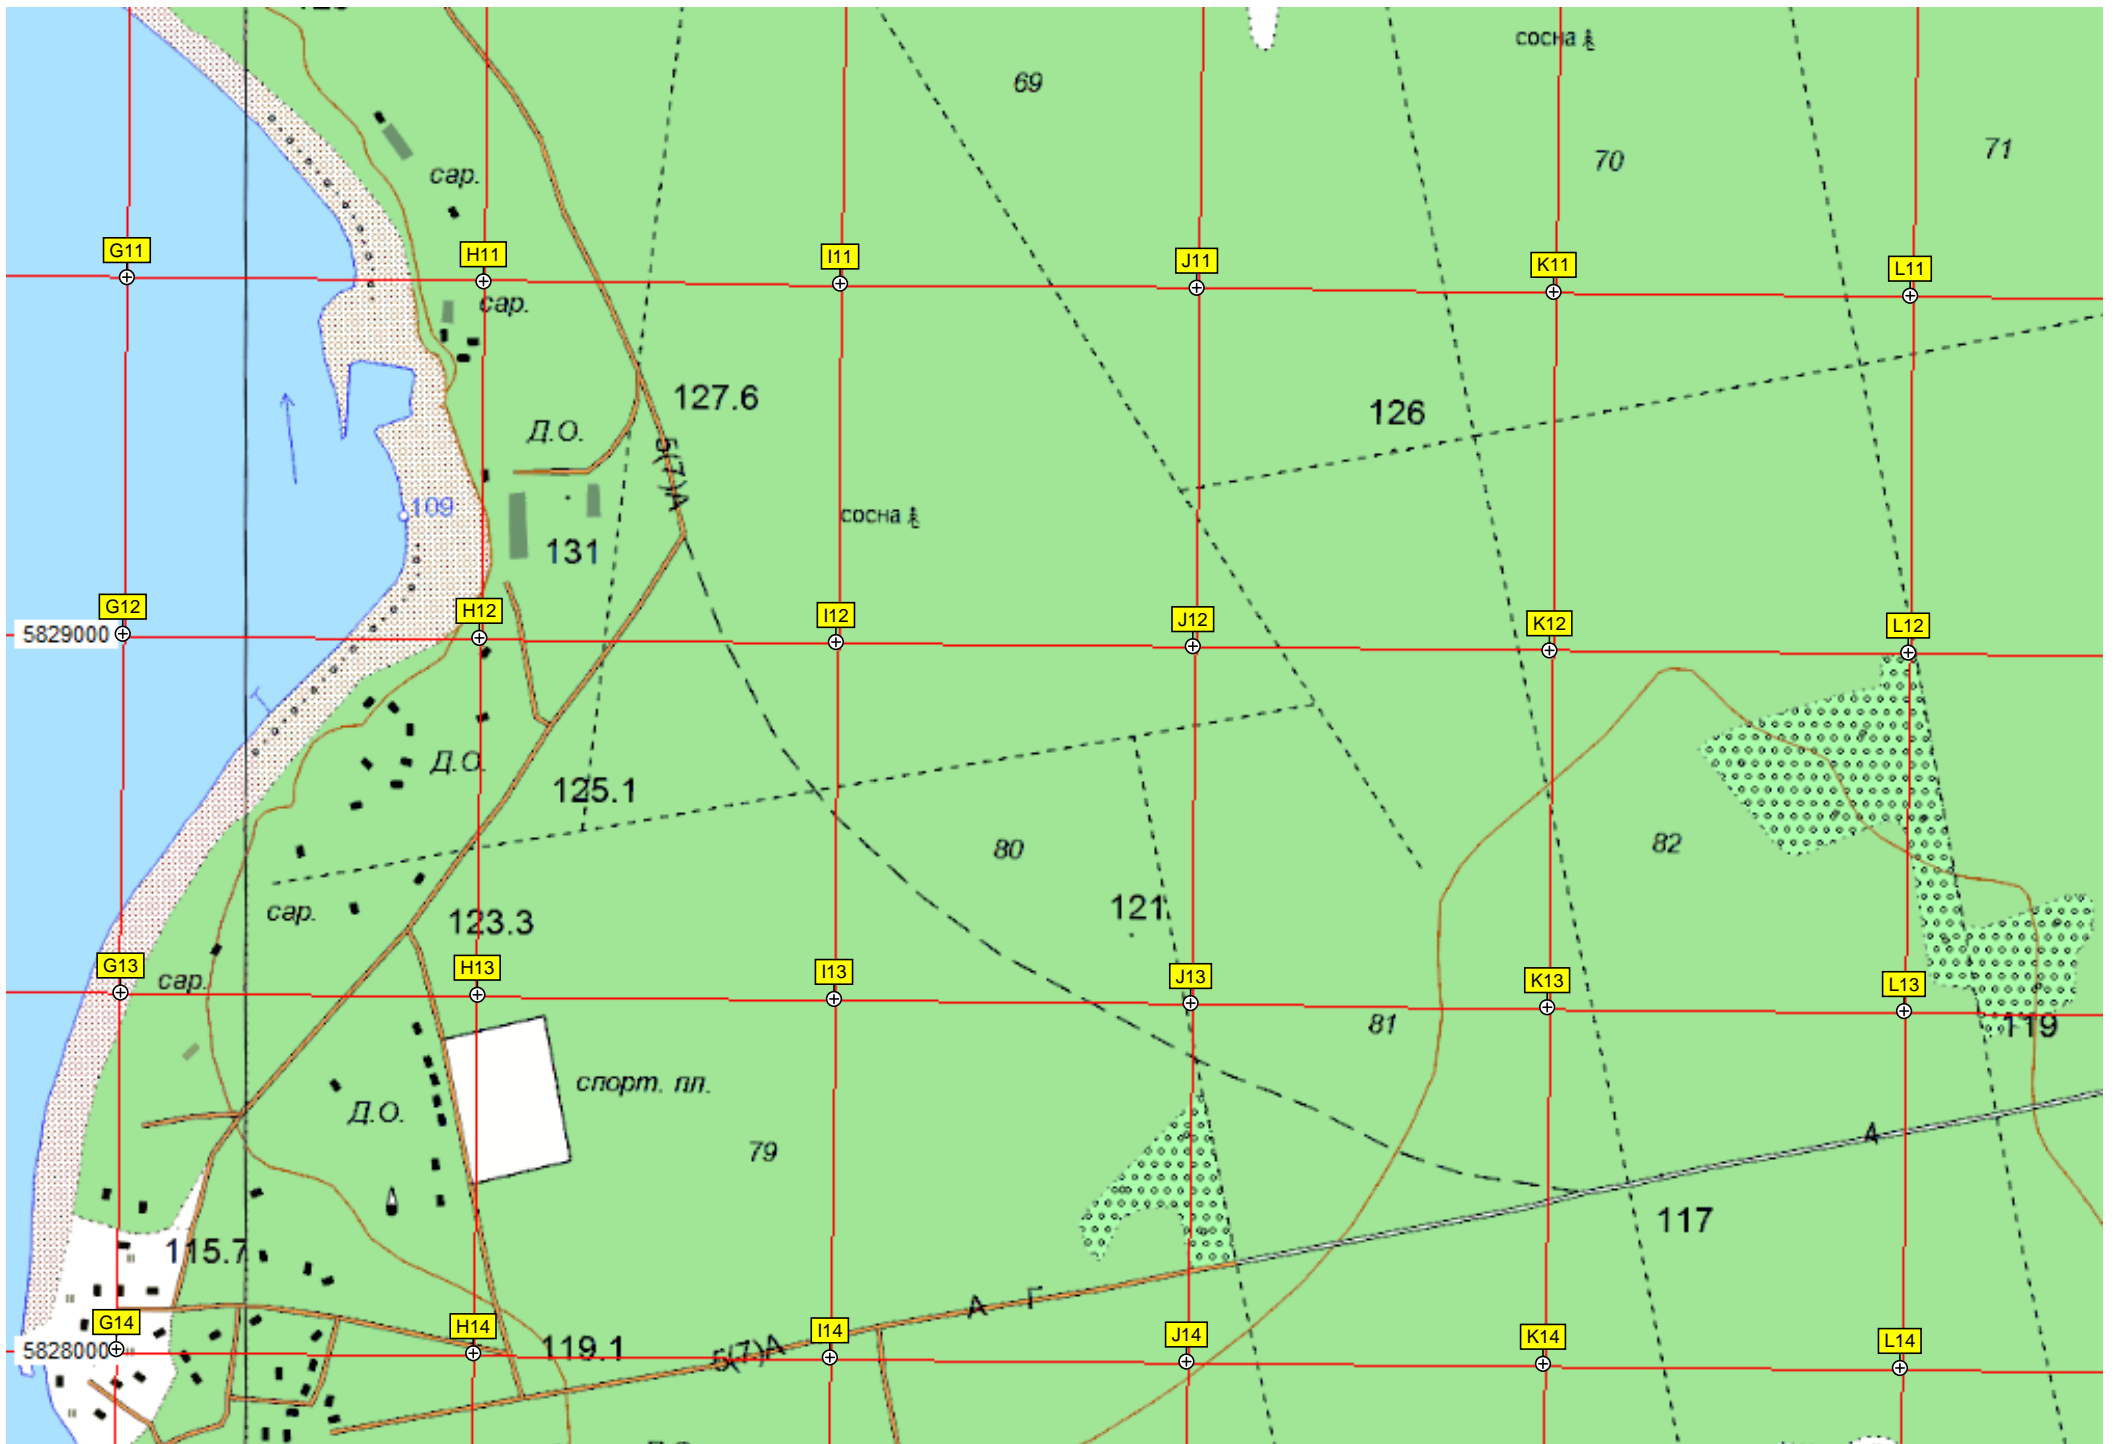 сосна
69
70
71
сар.
G11
H11
I11
J11
K11
L11
сар.
127.6
126
Д.О.
5(7)А
109
сосна
131
G12
H12
I12
J12
K12
L12
5829000
Д.О.
125.1
80
82
сар.
123.3
121
G13
H13
I13
J13
K13
L13
сар.
81
119
спорт. пл.
Д.О.
79
4
117
115.7
А Г
G14
H14
I14
J14
K14
L14
5828000
119.1
5(7)А